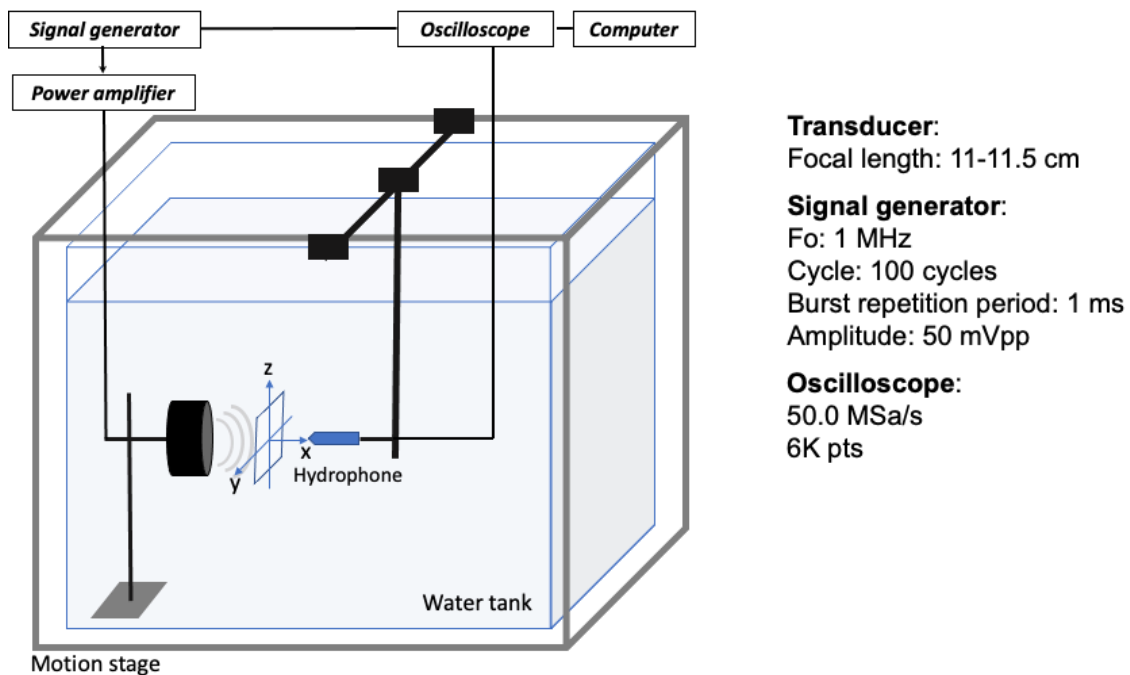 Signal generator
Oscilloscope
Computer
Power amplifier
z
x
y
Hydrophone
Water tank
Motion stage
Transducer:
Focal length: 11-11.5 cm
Signal generator:
Fo: 1 MHz
Cycle: 100 cycles
Burst repetition period: 1 ms
Amplitude: 50 mVpp
Oscilloscope:
50.0 MSa/s
6K pts